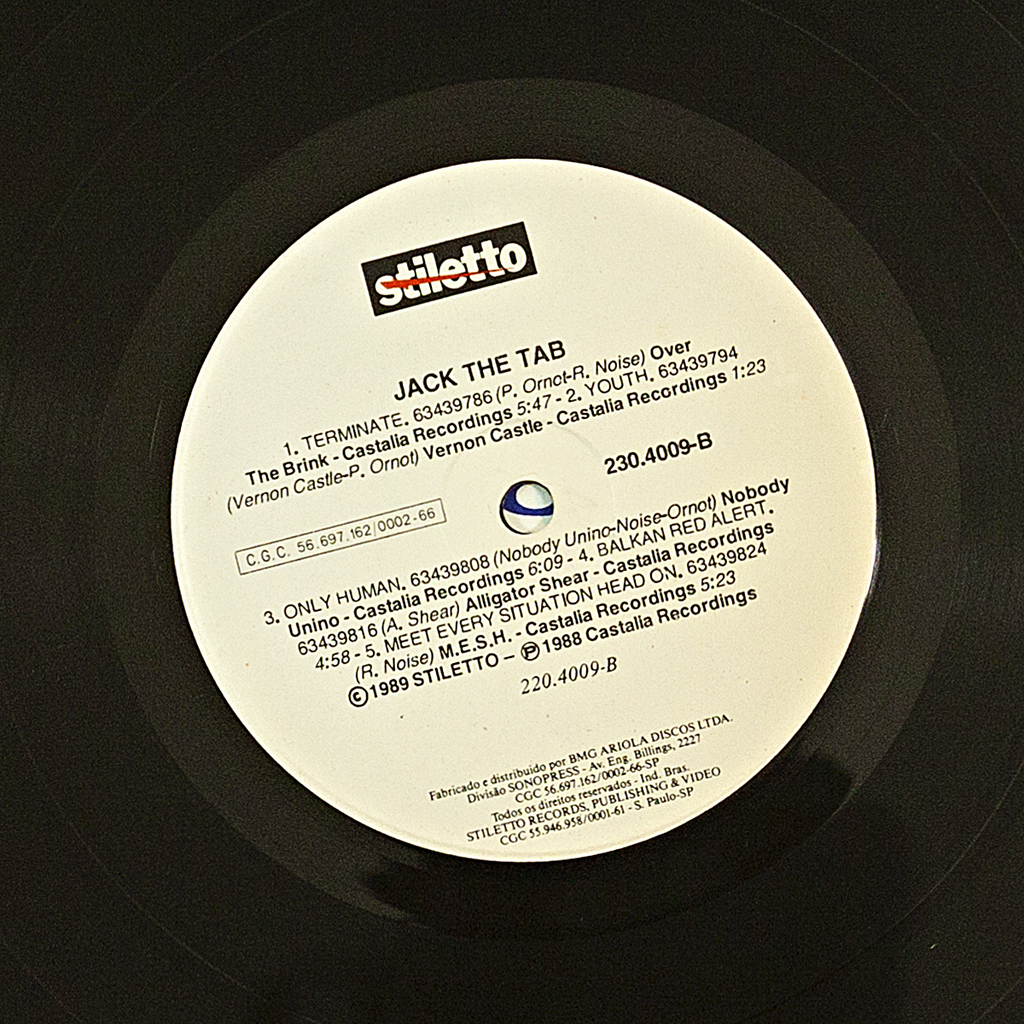 stiletto
JACK THE TAB
1. TERMINATE. 63439786 (P. Ornot-R. Noise) Over
The Brink - Castalia Recordings 5:47 - 2. YOUTH. 63439794
(Vernon Castle-P. Ornot) Vernon Castle - Castalia Recordings 1:23
230.4009-B
C.G.C. 56.697.162/0002-66
3. ONLY HUMAN. 63439808 (Nobody Unino-Noise-Ornot) Nobody
Unino - Castalia Recordings 6:09 - 4. BALKAN RED ALERT.
63439816 (A. Shear) Alligator Shear - Castalia Recordings
4:58 - 5. MEET EVERY SITUATION HEAD ON. 63439824
(R. Noise) M.E.S.H. - Castalia Recordings 5:23
©1989 STILETTO – ℗1988 Castalia Recordings
220.4009-B
Fabricado e distribuido por BMG ARIOLA DISCOS LTDA.
Divisão SONOPRESS - Av. Eng. Billings, 2227
CGC 56.697.162/0002-66-SP
Todos os direitos reservados - Ind. Bras.
STILETTO RECORDS, PUBLISHING & VIDEO
CGC 55.946.958/0001-61 - S. Paulo-SP